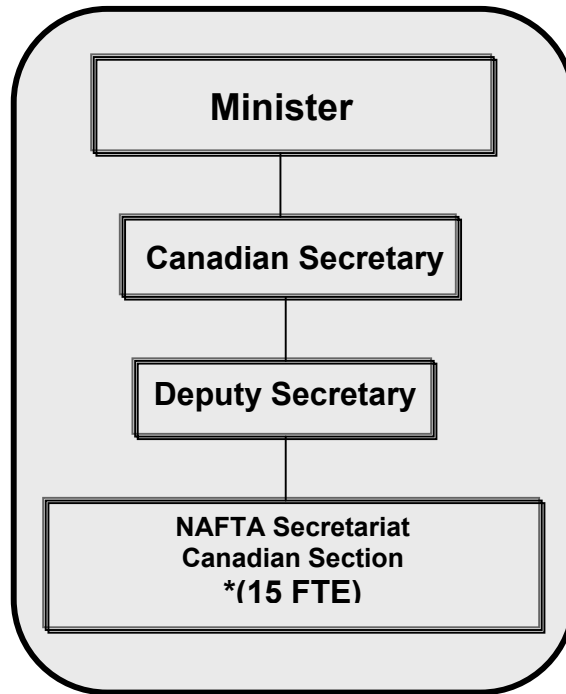 Minister
Canadian Secretary
Deputy Secretary
NAFTA Secretariat
Canadian Section
*(15 FTE)